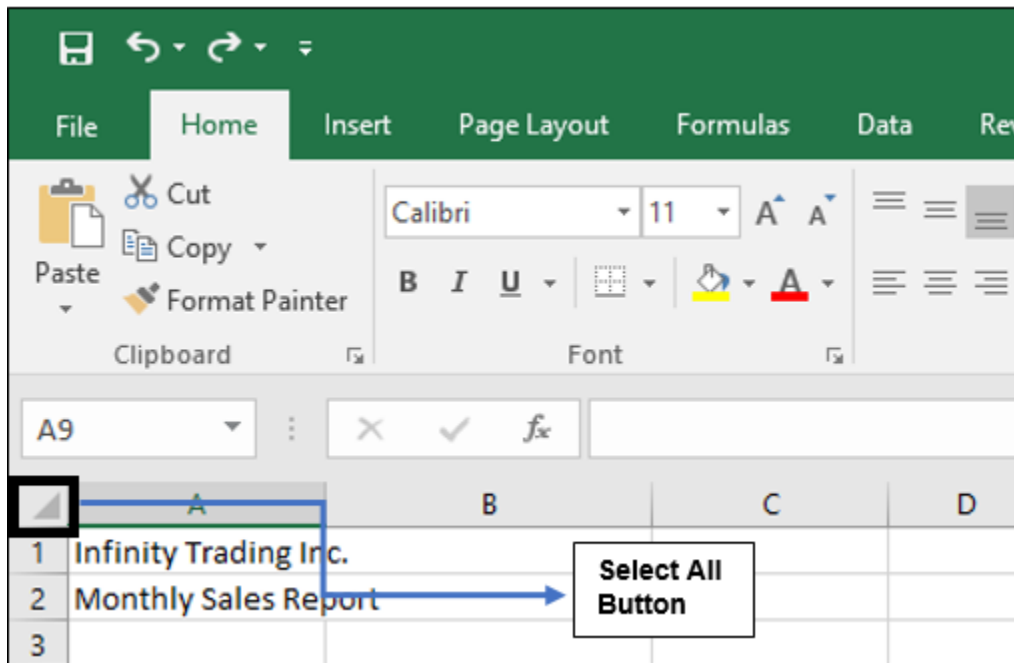 File Home Insert Page Layout Formulas Data Rev
Cut
Copy
Paste
Format Painter
Clipboard
Calibri 11 A A
B I U A
Font
A9 fx
A B C D
1 Infinity Trading Inc.
2 Monthly Sales Report
3
Select All
Button